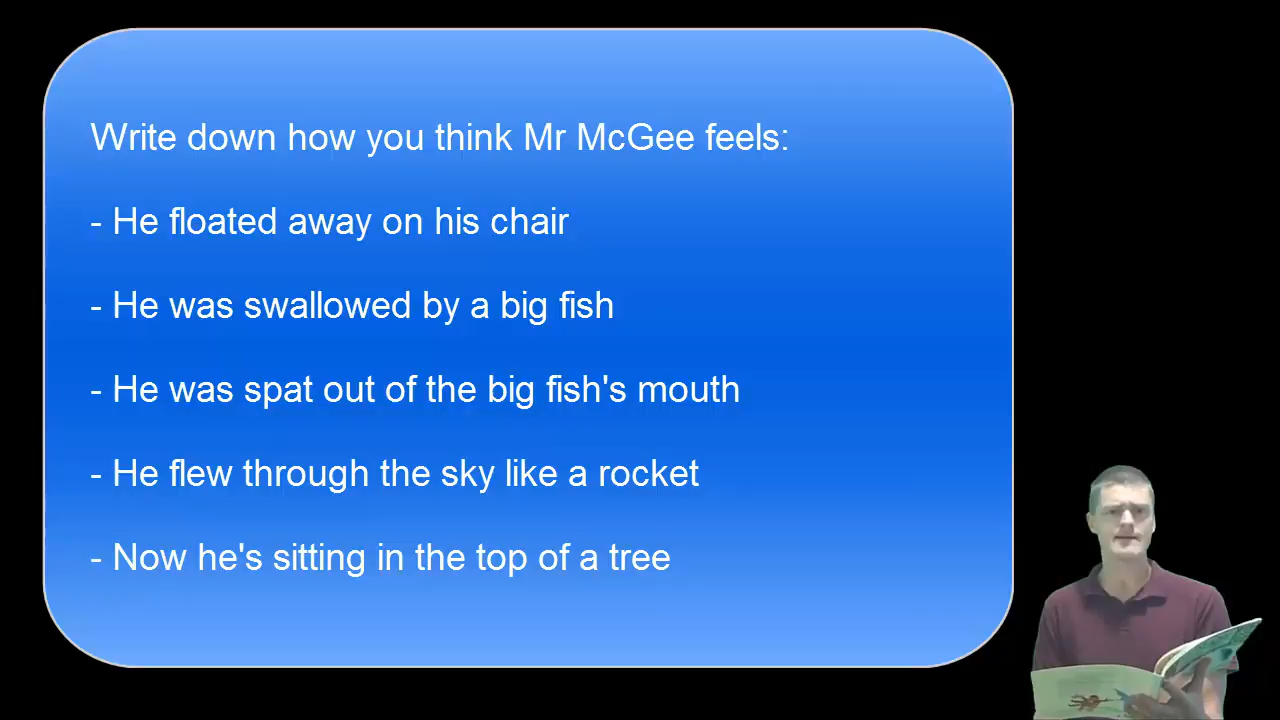 Write down how you think Mr McGee feels:
- He floated away on his chair
- He was swallowed by a big fish
- He was spat out of the big fish's mouth
- He flew through the sky like a rocket
- Now he's sitting in the top of a tree